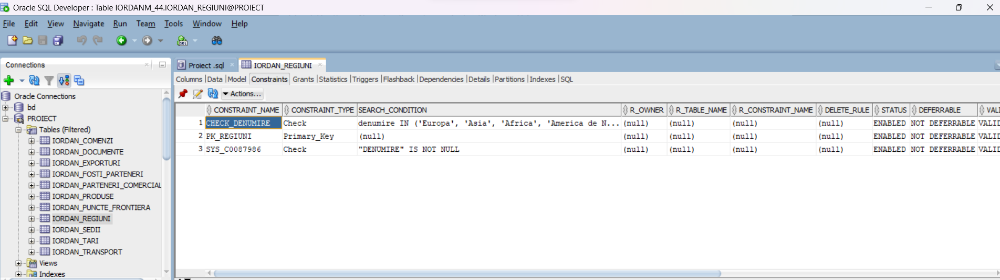 Oracle SQL Developer : Table IORDANM_44.IORDAN_REGIUNI@PROIECT
File Edit View Navigate Run Team Tools Window Help
Connections
Oracle Connections
bd
PROIECT
Tables (Filtered)
IORDAN_COMENZI
IORDAN_DOCUMENTE
IORDAN_EXPORTURI
IORDAN_FOSTI_PARTENERI
IORDAN_PARTENERI_COMERCIAL
IORDAN_PRODUSE
IORDAN_PUNCTE_FRONTIERA
IORDAN_REGIUNI
IORDAN_SEDII
IORDAN_TARI
IORDAN_TRANSPORT
Views
Indexes
Proiect .sql IORDAN_REGIUNI
Columns Data Model Constraints Grants Statistics Triggers Flashback Dependencies Details Partitions Indexes SQL
Actions...
CONSTRAINT_NAME CONSTRAINT_TYPE SEARCH_CONDITION R_OWNER R_TABLE_NAME R_CONSTRAINT_NAME DELETE_RULE STATUS DEFERRABLE VALI
1 CHECK_DENUMIRE Check denumire IN ('Europa', 'Asia', 'Africa', 'America de N... (null) (null) (null) (null) ENABLED NOT DEFERRABLE VALID
2 PK_REGIUNI Primary_Key (null) (null) (null) (null) (null) ENABLED NOT DEFERRABLE VALID
3 SYS_C0087986 Check "DENUMIRE" IS NOT NULL (null) (null) (null) (null) ENABLED NOT DEFERRABLE VALID